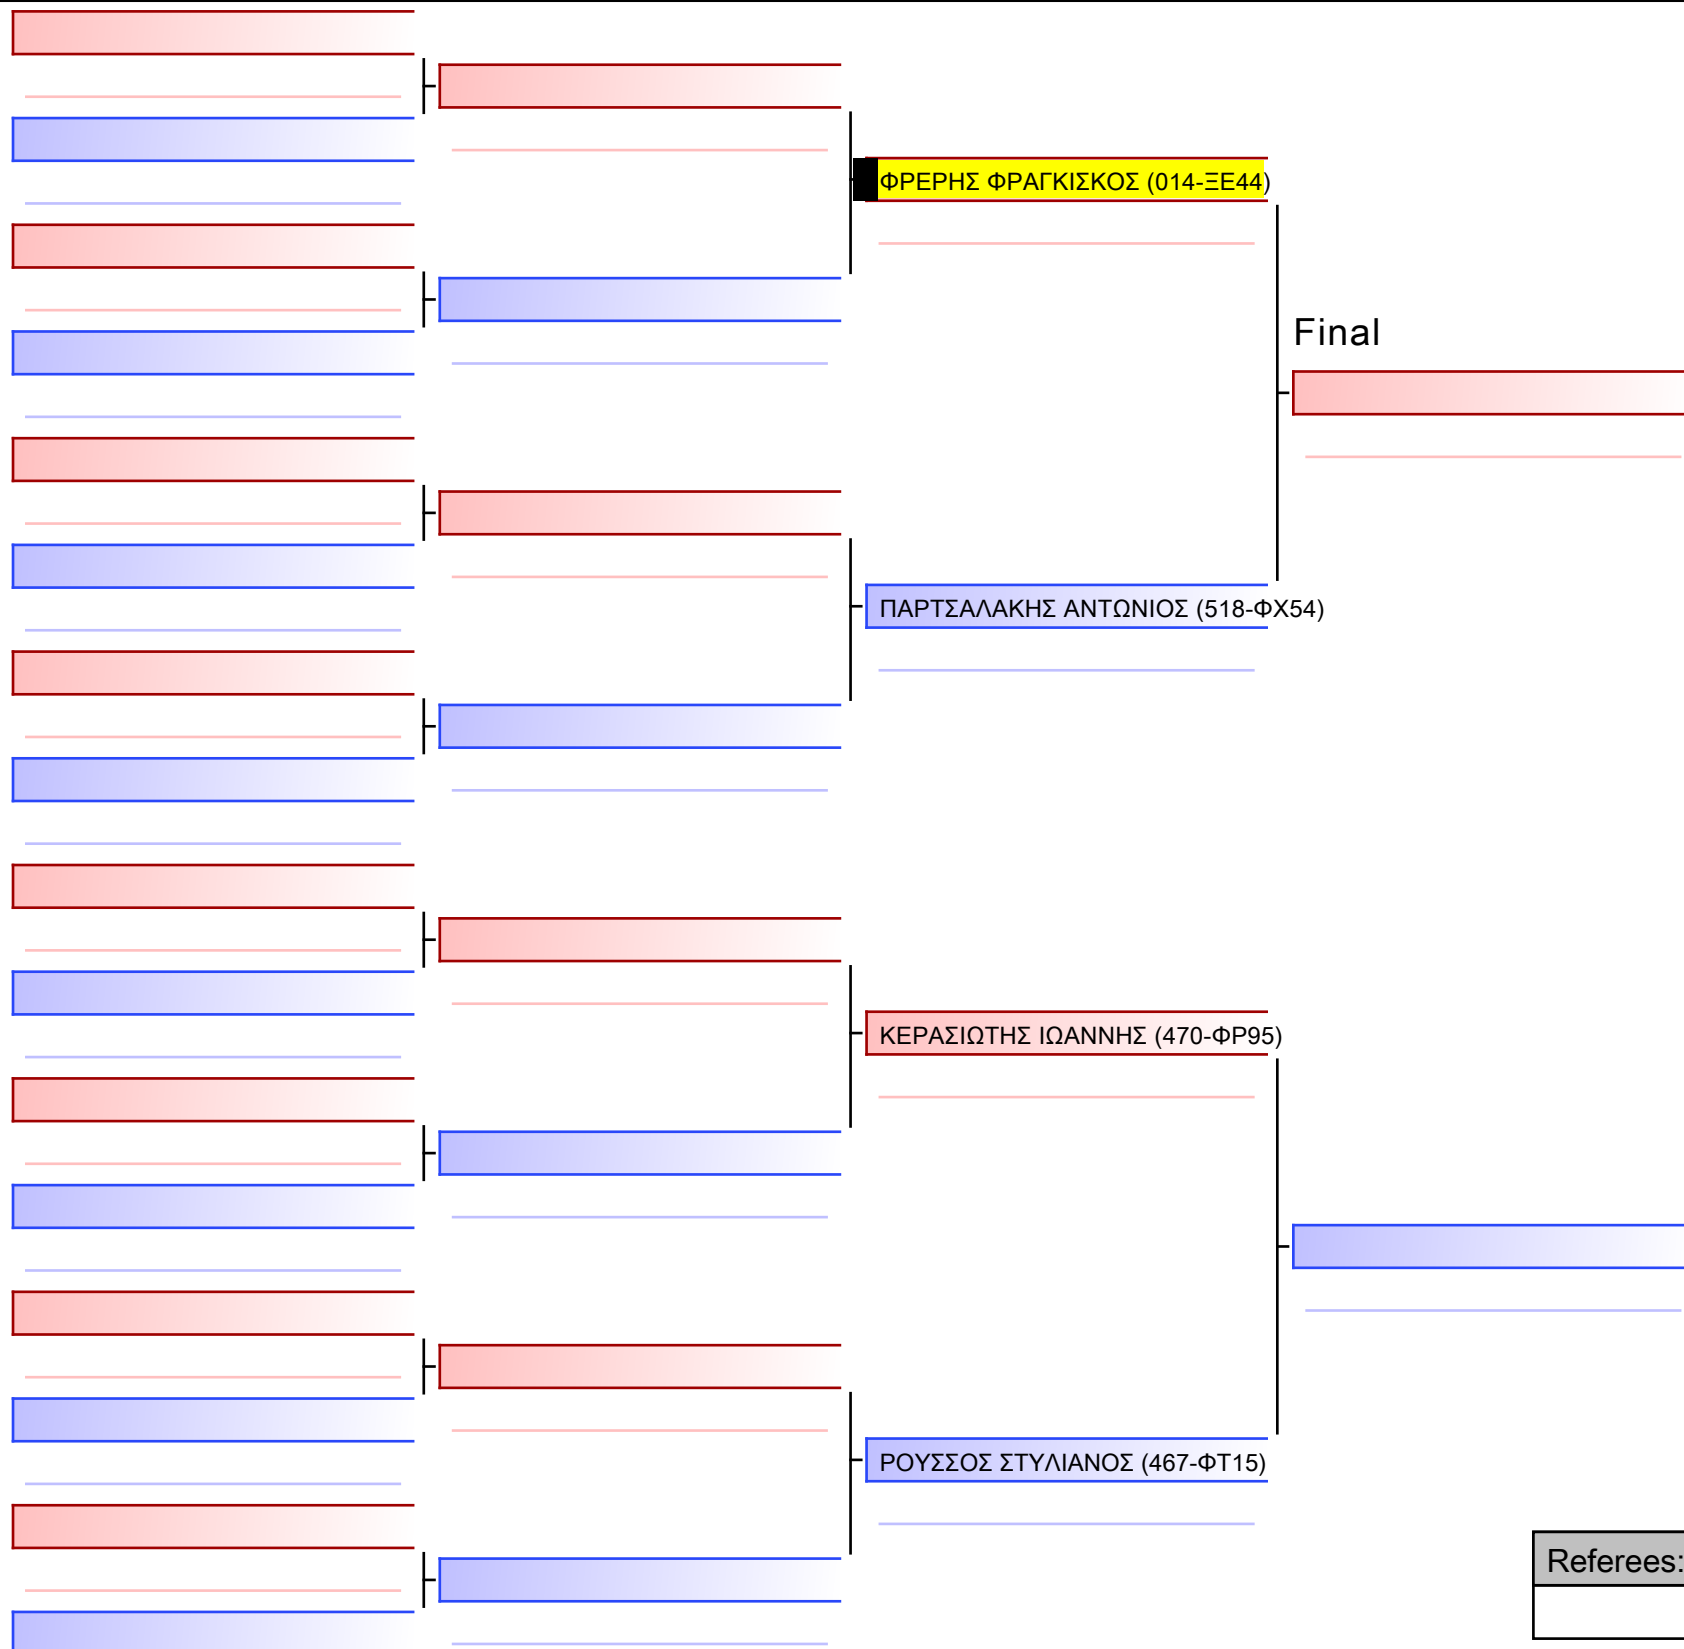 ΦΡΕΡΗΣ ΦΡΑΓΚΙΣΚΟΣ (014-ΞΕ44)
Final
ΠΑΡΤΣΑΛΑΚΗΣ ΑΝΤΩΝΙΟΣ (518-ΦΧ54)
ΚΕΡΑΣΙΩΤΗΣ ΙΩΑΝΝΗΣ (470-ΦΡ95)
ΡΟΥΣΣΟΣ ΣΤΥΛΙΑΝΟΣ (467-ΦΤ15)
Referees: